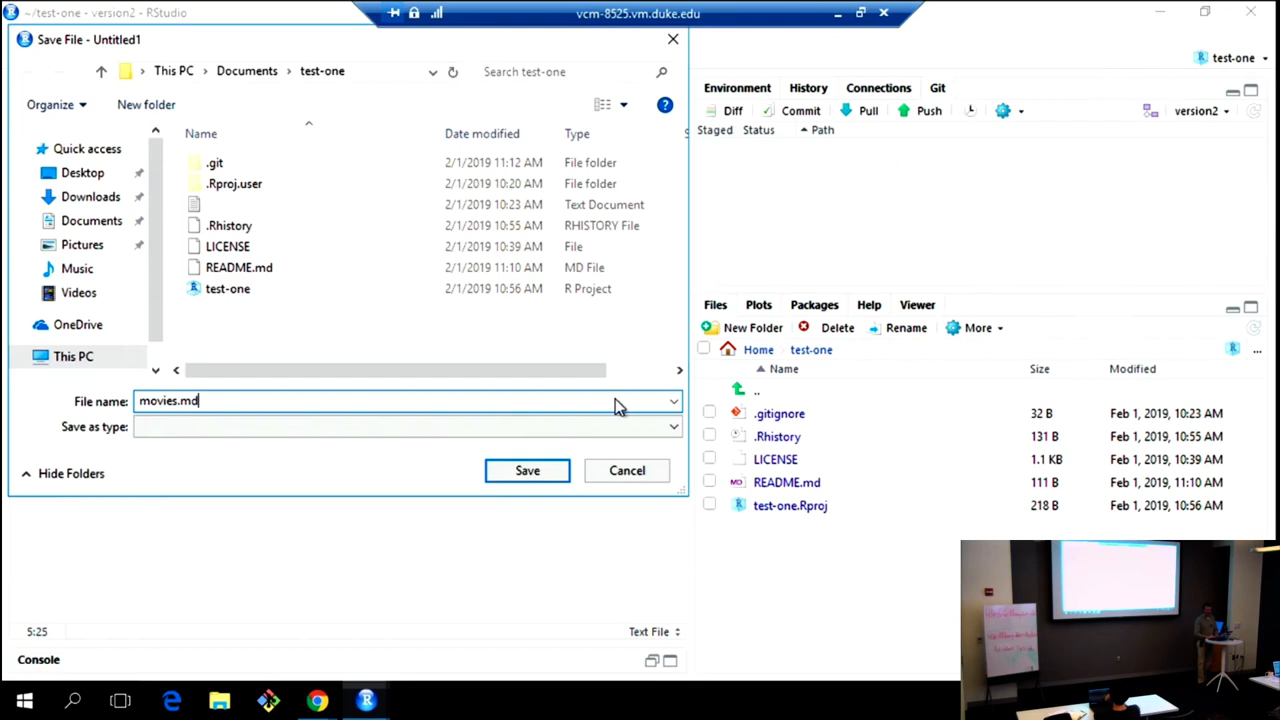 ~/test-one - version2 - RStudio
vcm-8525.vm.duke.edu
Save File - Untitled1
This PC > Documents > test-one
Search test-one
test-one
Organize
New folder
Environment History Connections Git
Diff Commit Pull Push version2
Staged Status Path
Name Date modified Type
Quick access
Desktop
Downloads
Documents
Pictures
Music
Videos
OneDrive
This PC
.git 2/1/2019 11:12 AM File folder
.Rproj.user 2/1/2019 10:20 AM File folder
2/1/2019 10:23 AM Text Document
.Rhistory 2/1/2019 10:55 AM RHISTORY File
LICENSE 2/1/2019 10:39 AM File
README.md 2/1/2019 11:10 AM MD File
test-one 2/1/2019 10:56 AM R Project
File name: movies.md
Save as type:
Hide Folders
Save
Cancel
Files Plots Packages Help Viewer
New Folder Delete Rename More
Home test-one ...
Name Size Modified
..
.gitignore 32 B Feb 1, 2019, 10:23 AM
.Rhistory 131 B Feb 1, 2019, 10:55 AM
LICENSE 1.1 KB Feb 1, 2019, 10:39 AM
MD README.md 111 B Feb 1, 2019, 11:10 AM
test-one.Rproj 218 B Feb 1, 2019, 10:56 AM
5:25
Text File
Console